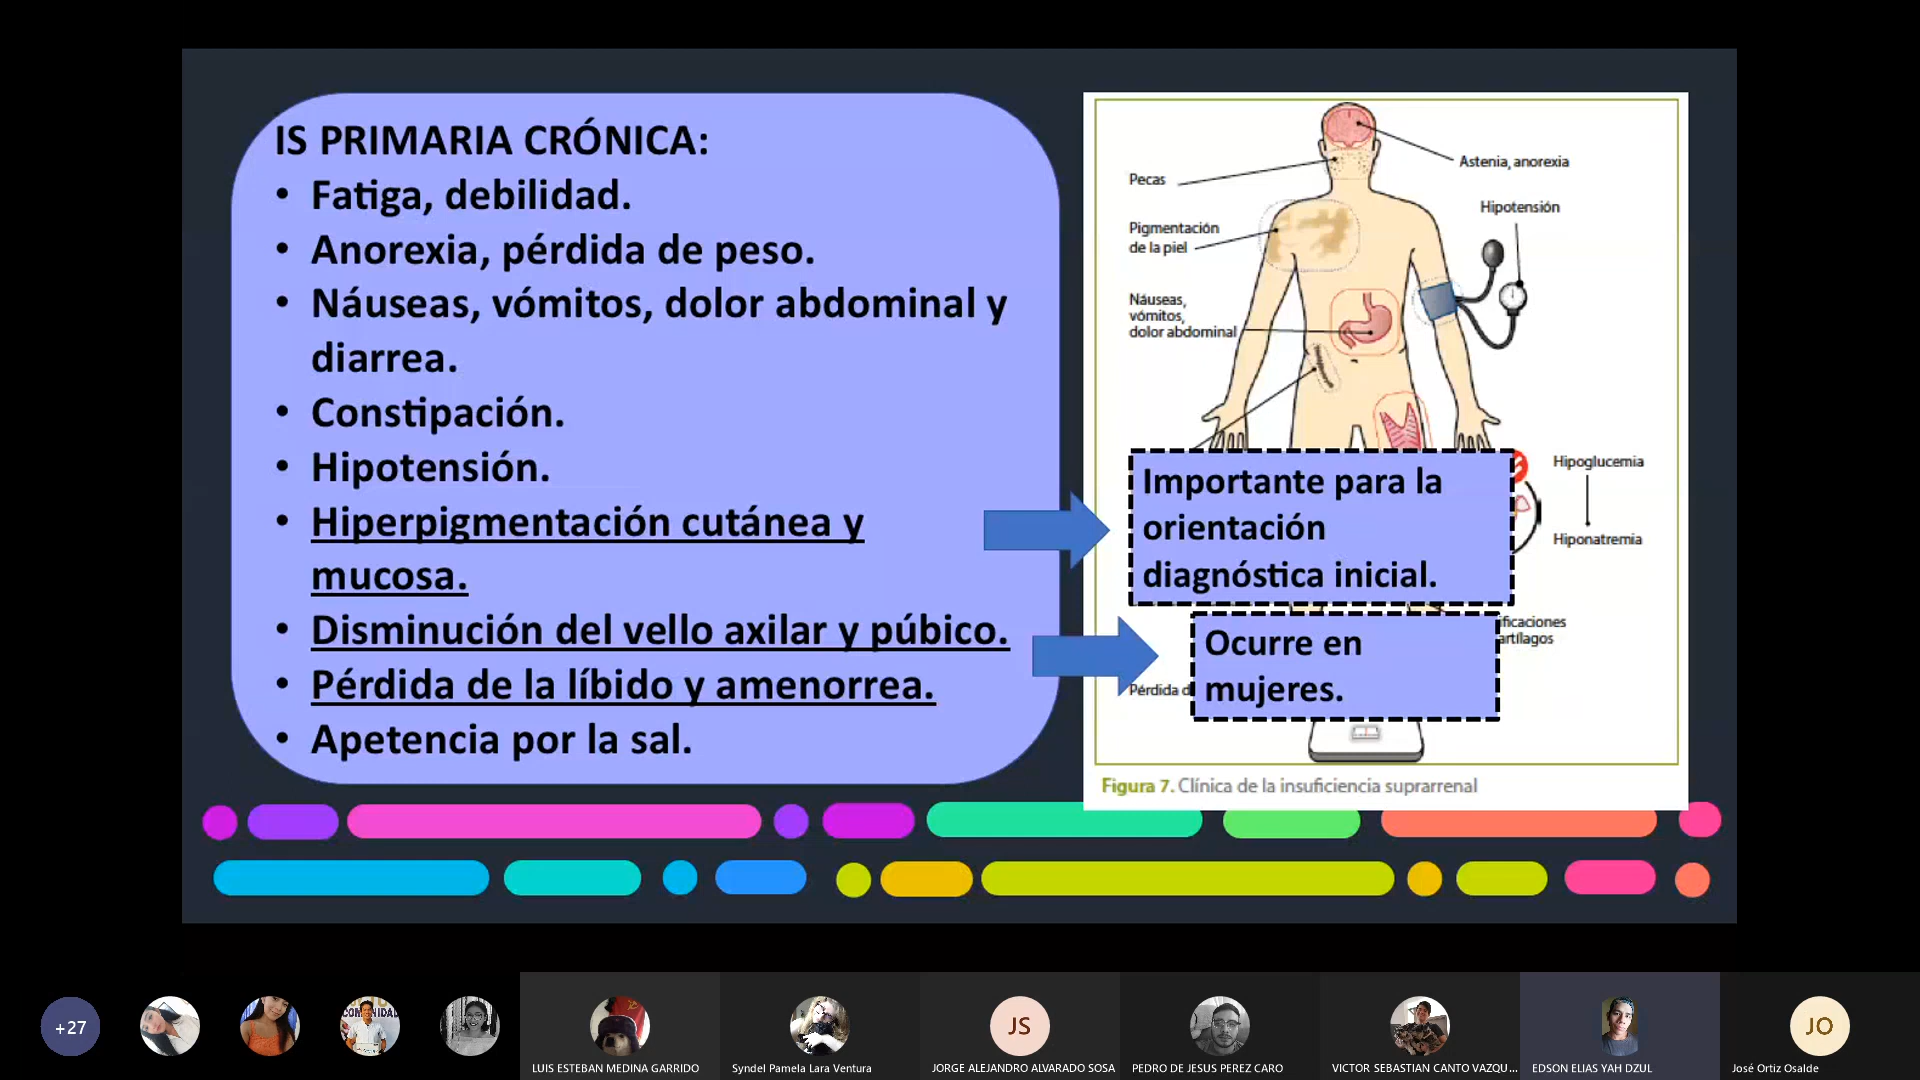 IS PRIMARIA CRÓNICA:
• Fatiga, debilidad.
• Anorexia, pérdida de peso.
• Náuseas, vómitos, dolor abdominal y
diarrea.
• Constipación.
• Hipotensión.
• Hiperpigmentación cutánea y
mucosa.
• Disminución del vello axilar y púbico.
• Pérdida de la líbido y amenorrea.
• Apetencia por la sal.
Astenia, anorexia
Pecas
Hipotensión
Pigmentación
de la piel
Náuseas,
vómitos,
dolor abdominal
Hipoglucemia
Hiponatremia
Importante para la
orientación
diagnóstica inicial.
ificaciones
artílagos
Ocurre en
mujeres.
Pérdida d
Figura 7. Clínica de la insuficiencia suprarrenal
+27
COMUNIDAD
JS
JO
LUIS ESTEBAN MEDINA GARRIDO
Syndel Pamela Lara Ventura
JORGE ALEJANDRO ALVARADO SOSA
PEDRO DE JESUS PEREZ CARO
VICTOR SEBASTIAN CANTO VAZQU...
EDSON ELIAS YAH DZUL
José Ortiz Osalde